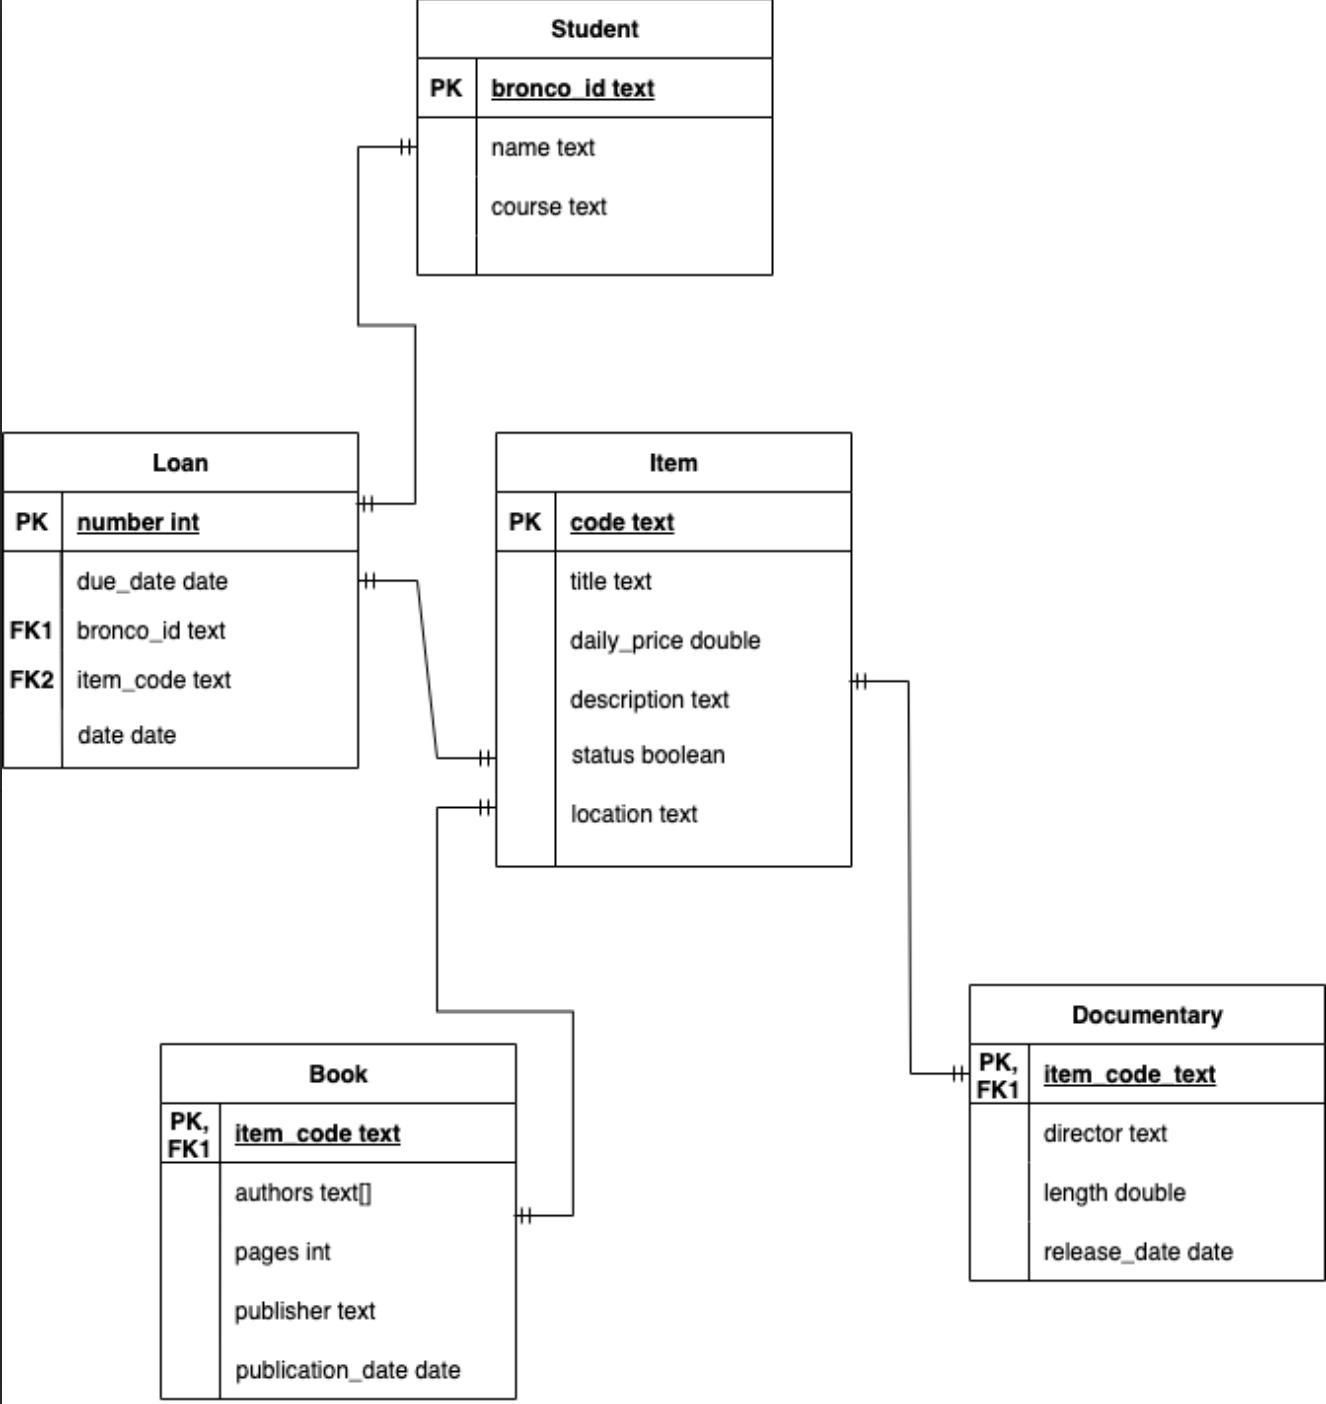 Student
PK bronco_id text
name text
course text
Loan
PK number int
due_date date
FK1 bronco_id text
FK2 item_code text
date date
Item
PK code text
title text
daily_price double
description text
status boolean
location text
Book
PK,
FK1 item_code text
authors text[]
pages int
publisher text
publication_date date
Documentary
PK,
FK1 item_code_text
director text
length double
release_date date